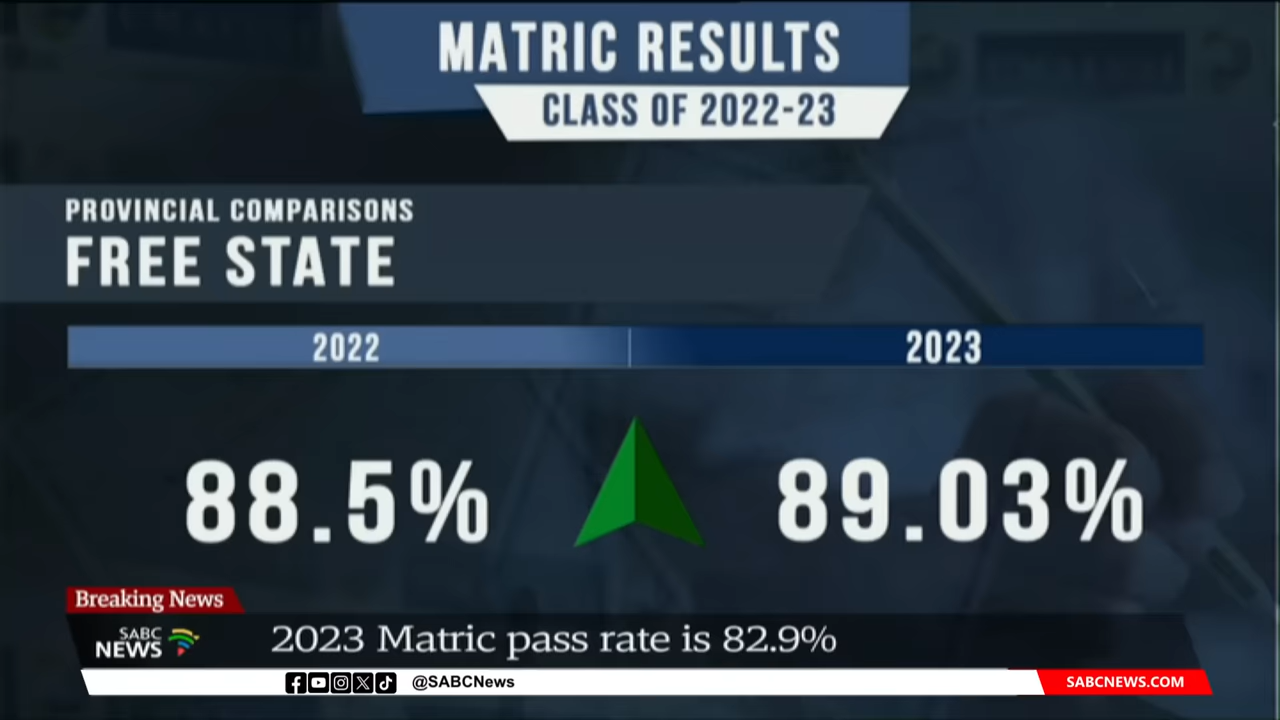 MATRIC RESULTS
CLASS OF 2022-23
PROVINCIAL COMPARISONS
FREE STATE
2022
2023
88.5%
89.03%
Breaking News
SABC
NEWS
2023 Matric pass rate is 82.9%
@SABCNews
SABCNEWS.COM